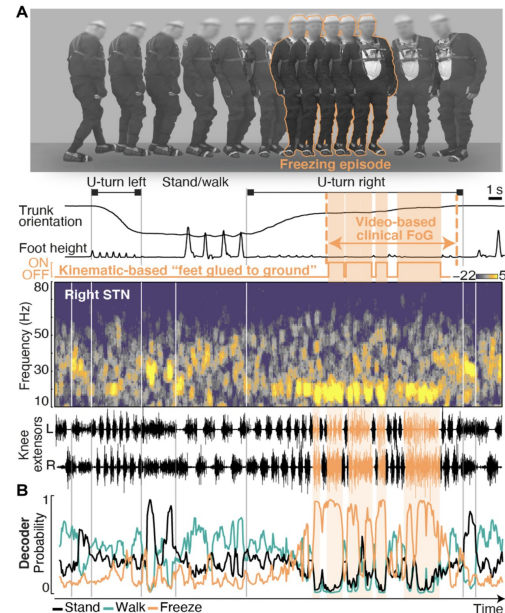 A
Freezing episode
U-turn left Stand/walk U-turn right 1 s
Trunk
orientation
Video-based
clinical FoG
Foot height
ON
OFF Kinematic-based "feet glued to ground" −22 5
80
Right STN
60
Frequency (Hz)
30
10
Knee
extensors
L
R
B
1
Decoder
Probability
0
Stand Walk Freeze Time